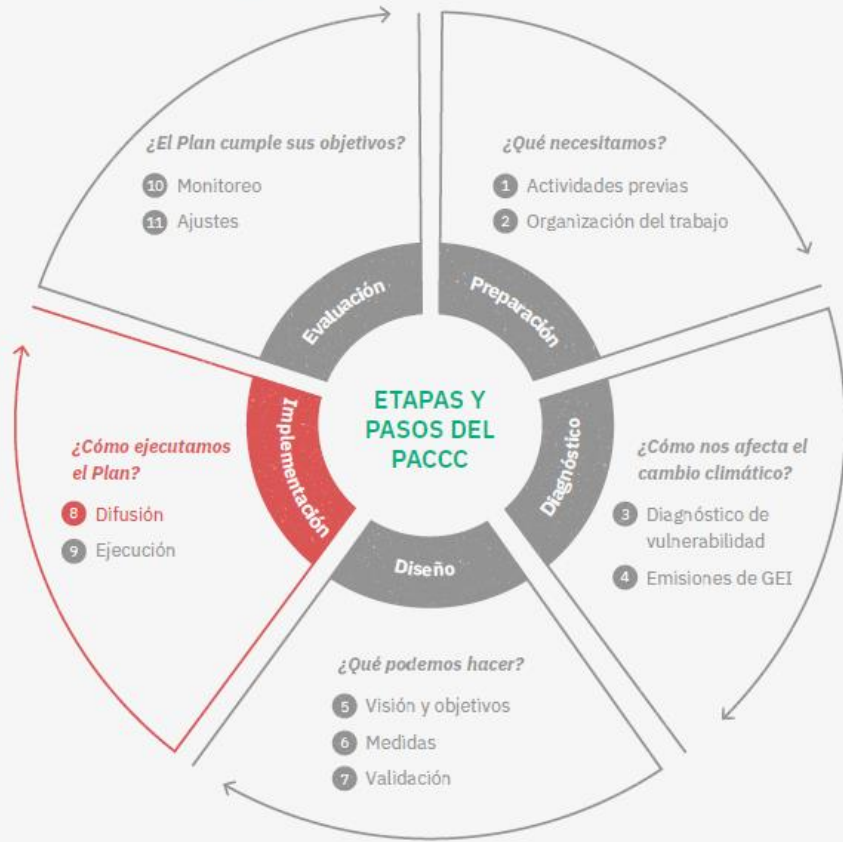 ETAPAS Y
PASOS DEL
PACCC
Preparación
¿Qué necesitamos?
1 Actividades previas
2 Organización del trabajo
Diagnóstico
¿Cómo nos afecta el
cambio climático?
3 Diagnóstico de
vulnerabilidad
4 Emisiones de GEI
Diseño
¿Qué podemos hacer?
5 Visión y objetivos
6 Medidas
7 Validación
Implementación
¿Cómo ejecutamos
el Plan?
8 Difusión
9 Ejecución
Evaluación
¿El Plan cumple sus objetivos?
10 Monitoreo
11 Ajustes